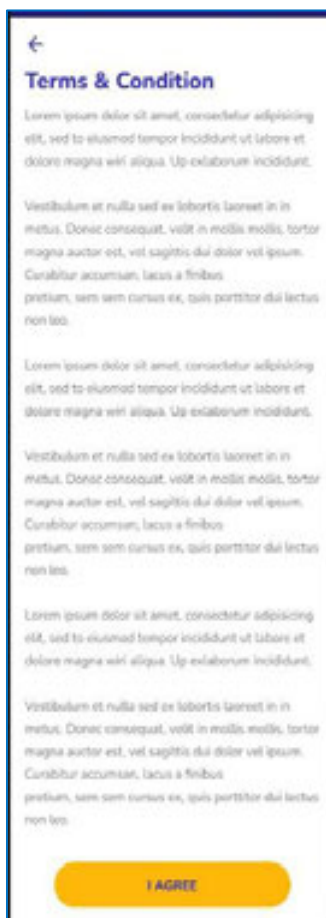 Terms & Condition
Lorem ipsum dolor sit amet, consectetur adipisicing
elit, sed to eiusmod tempor incididunt ut labore et
dolore magna wiri aliqua. Up exlaborum incididunt.
Vestibulum et nulla sed ex lobortis laoreet in in
metus. Donec consequat, velit in mollis mollis, tortor
magna auctor est, vel sagittis dui dolor vel ipsum.
Curabitur accumsan, lacus a finibus
pretium, sem sem cursus ex, quis porttitor dui lectus
non leo.
Lorem ipsum dolor sit amet, consectetur adipisicing
elit, sed to eiusmod tempor incididunt ut labore et
dolore magna wiri aliqua. Up exlaborum incididunt.
Vestibulum et nulla sed ex lobortis laoreet in in
metus. Donec consequat, velit in mollis mollis, tortor
magna auctor est, vel sagittis dui dolor vel ipsum.
Curabitur accumsan, lacus a finibus
pretium, sem sem cursus ex, quis porttitor dui lectus
non leo.
Lorem ipsum dolor sit amet, consectetur adipisicing
elit, sed to eiusmod tempor incididunt ut labore et
dolore magna wiri aliqua. Up exlaborum incididunt.
Vestibulum et nulla sed ex lobortis laoreet in in
metus. Donec consequat, velit in mollis mollis, tortor
magna auctor est, vel sagittis dui dolor vel ipsum.
Curabitur accumsan, lacus a finibus
pretium, sem sem cursus ex, quis porttitor dui lectus
non leo.
I AGREE